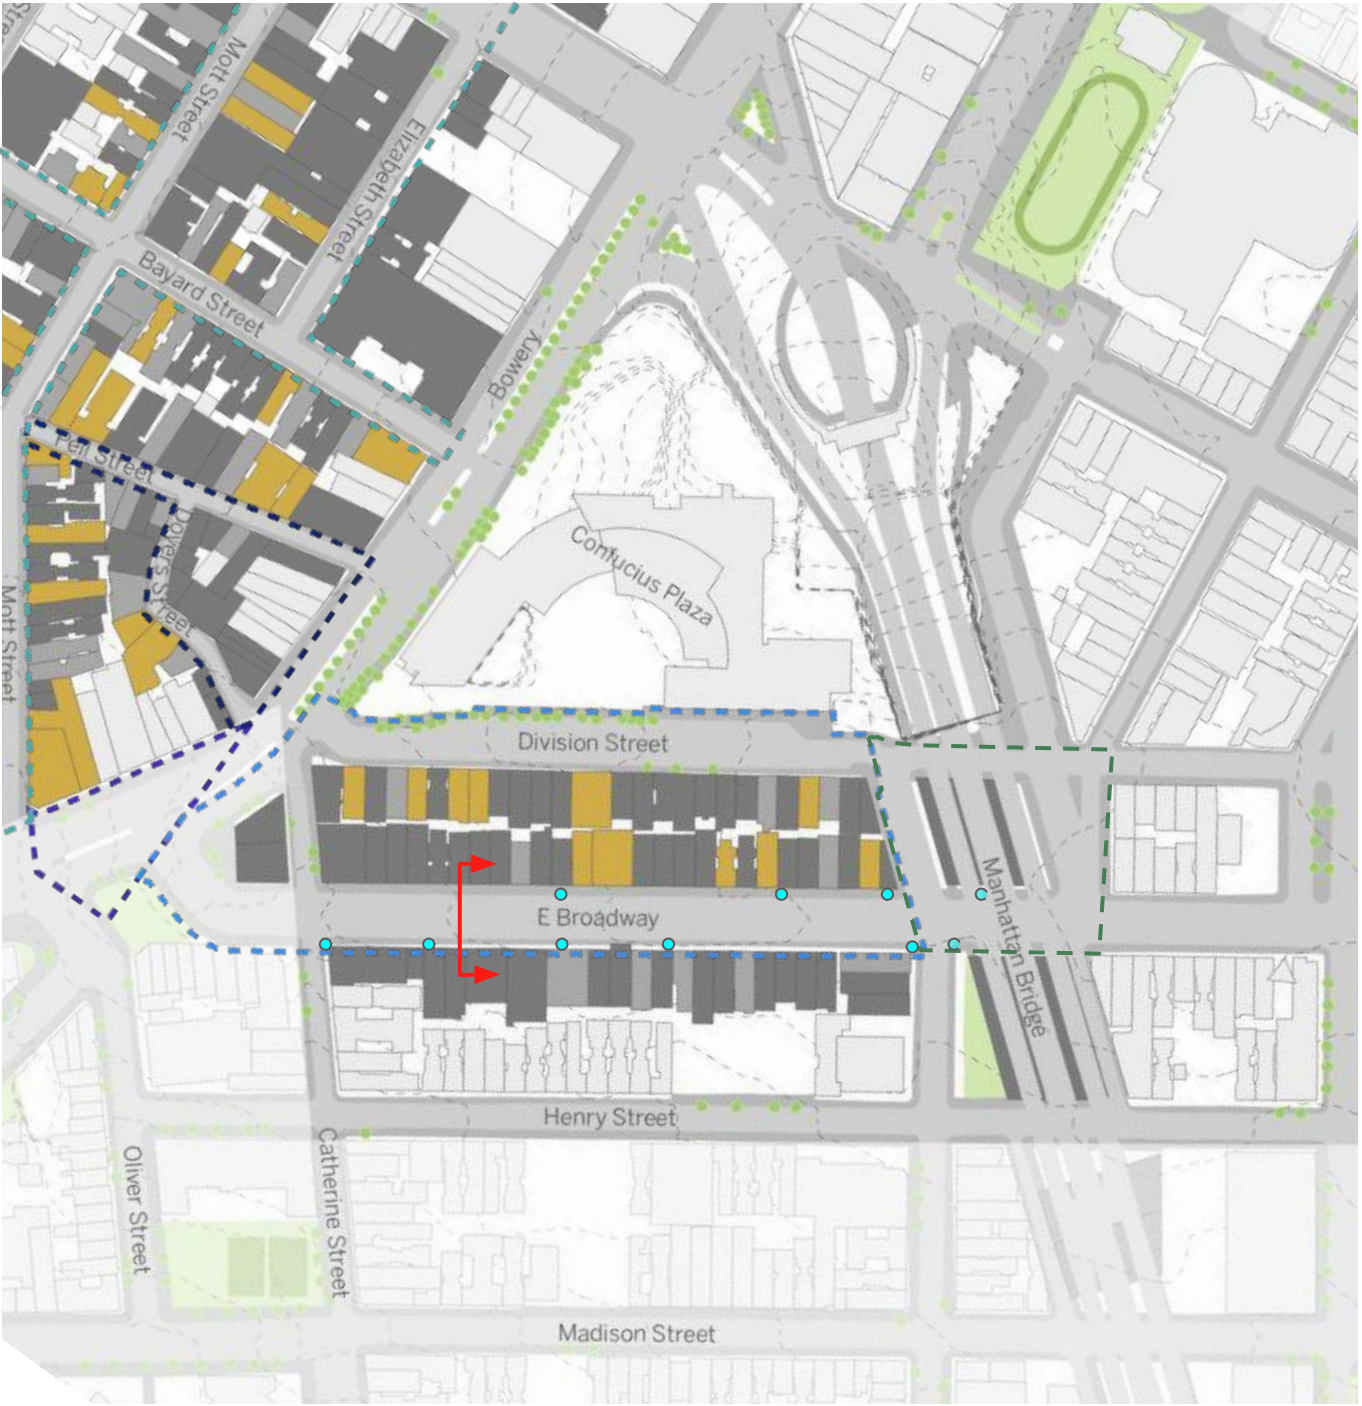 Mott Street
Elizabeth Street
Bayard Street
Bowery
Pell Street
Doyers Street
Mott Street
Confucius Plaza
Division Street
E Broadway
Manhattan Bridge
Henry Street
Oliver Street
Catherine Street
Madison Street